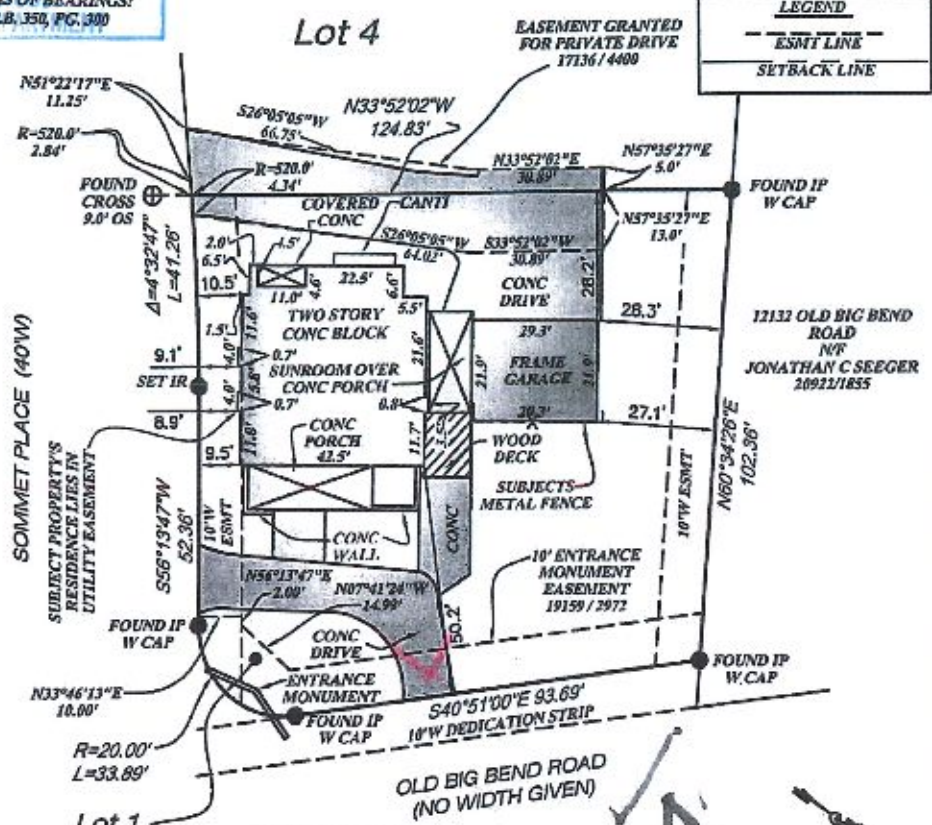 S OF BEARINGS:
.B. 350, PG. 300
Lot 4
EASEMENT GRANTED
FOR PRIVATE DRIVE
17136 / 4400
LEGEND
ESMT LINE
SETBACK LINE
N51°22'17"E
11.25'
R=520.0'
2.84'
S26°05'05"W
66.75'
N33°52'02"W
124.83'
R=520.0'
4.34'
N33°52'02"E
30.89'
N57°35'27"E
5.0'
FOUND
CROSS
9.0' OS
FOUND IP
W CAP
COVERED
CONC
CANTI
N57°35'27"E
13.0'
S26°05'05"W
64.02'
S33°52'02"W
30.89'
Δ=4°32'47"
L=41.26'
2.0'
6.5'
1.5'
10.5'
11.0'
4.6'
22.5'
6.6'
5.5'
CONC
DRIVE
28.2'
28.3'
TWO STORY
CONC BLOCK
1.5'
11.6'
29.3'
12132 OLD BIG BEND
ROAD
N/F
JONATHAN C SEEGER
20922/1855
SOMMET PLACE (40'W)
9.1'
4.0'
0.7'
SUNROOM OVER
CONC PORCH
21.6'
21.9'
FRAME
GARAGE
21.9'
SET IR
5.8'
4.0'
0.7'
0.8'
8.9'
11.0'
CONC
PORCH
42.5'
11.7'
3.5'
WOOD
DECK
27.1'
N60°34'26"E
102.36'
9.5'
SUBJECTS
METAL FENCE
SUBJECT PROPERTY'S
RESIDENCE LIES IN
UTILITY EASEMENT
S56°13'47"W
52.36'
10'W
ESMT
CONC
WALL
CONC
10'W ESMT
10' ENTRANCE
MONUMENT
EASEMENT
19159 / 2972
N56°13'47"E
2.00'
N07°41'24"W
14.99'
50.2'
FOUND IP
W CAP
CONC
DRIVE
FOUND IP
W CAP
N33°46'13"E
10.00'
ENTRANCE
MONUMENT
FOUND IP
W CAP
S40°51'00"E 93.69'
10'W DEDICATION STRIP
R=20.00'
L=33.89'
OLD BIG BEND ROAD
(NO WIDTH GIVEN)
Lot 1